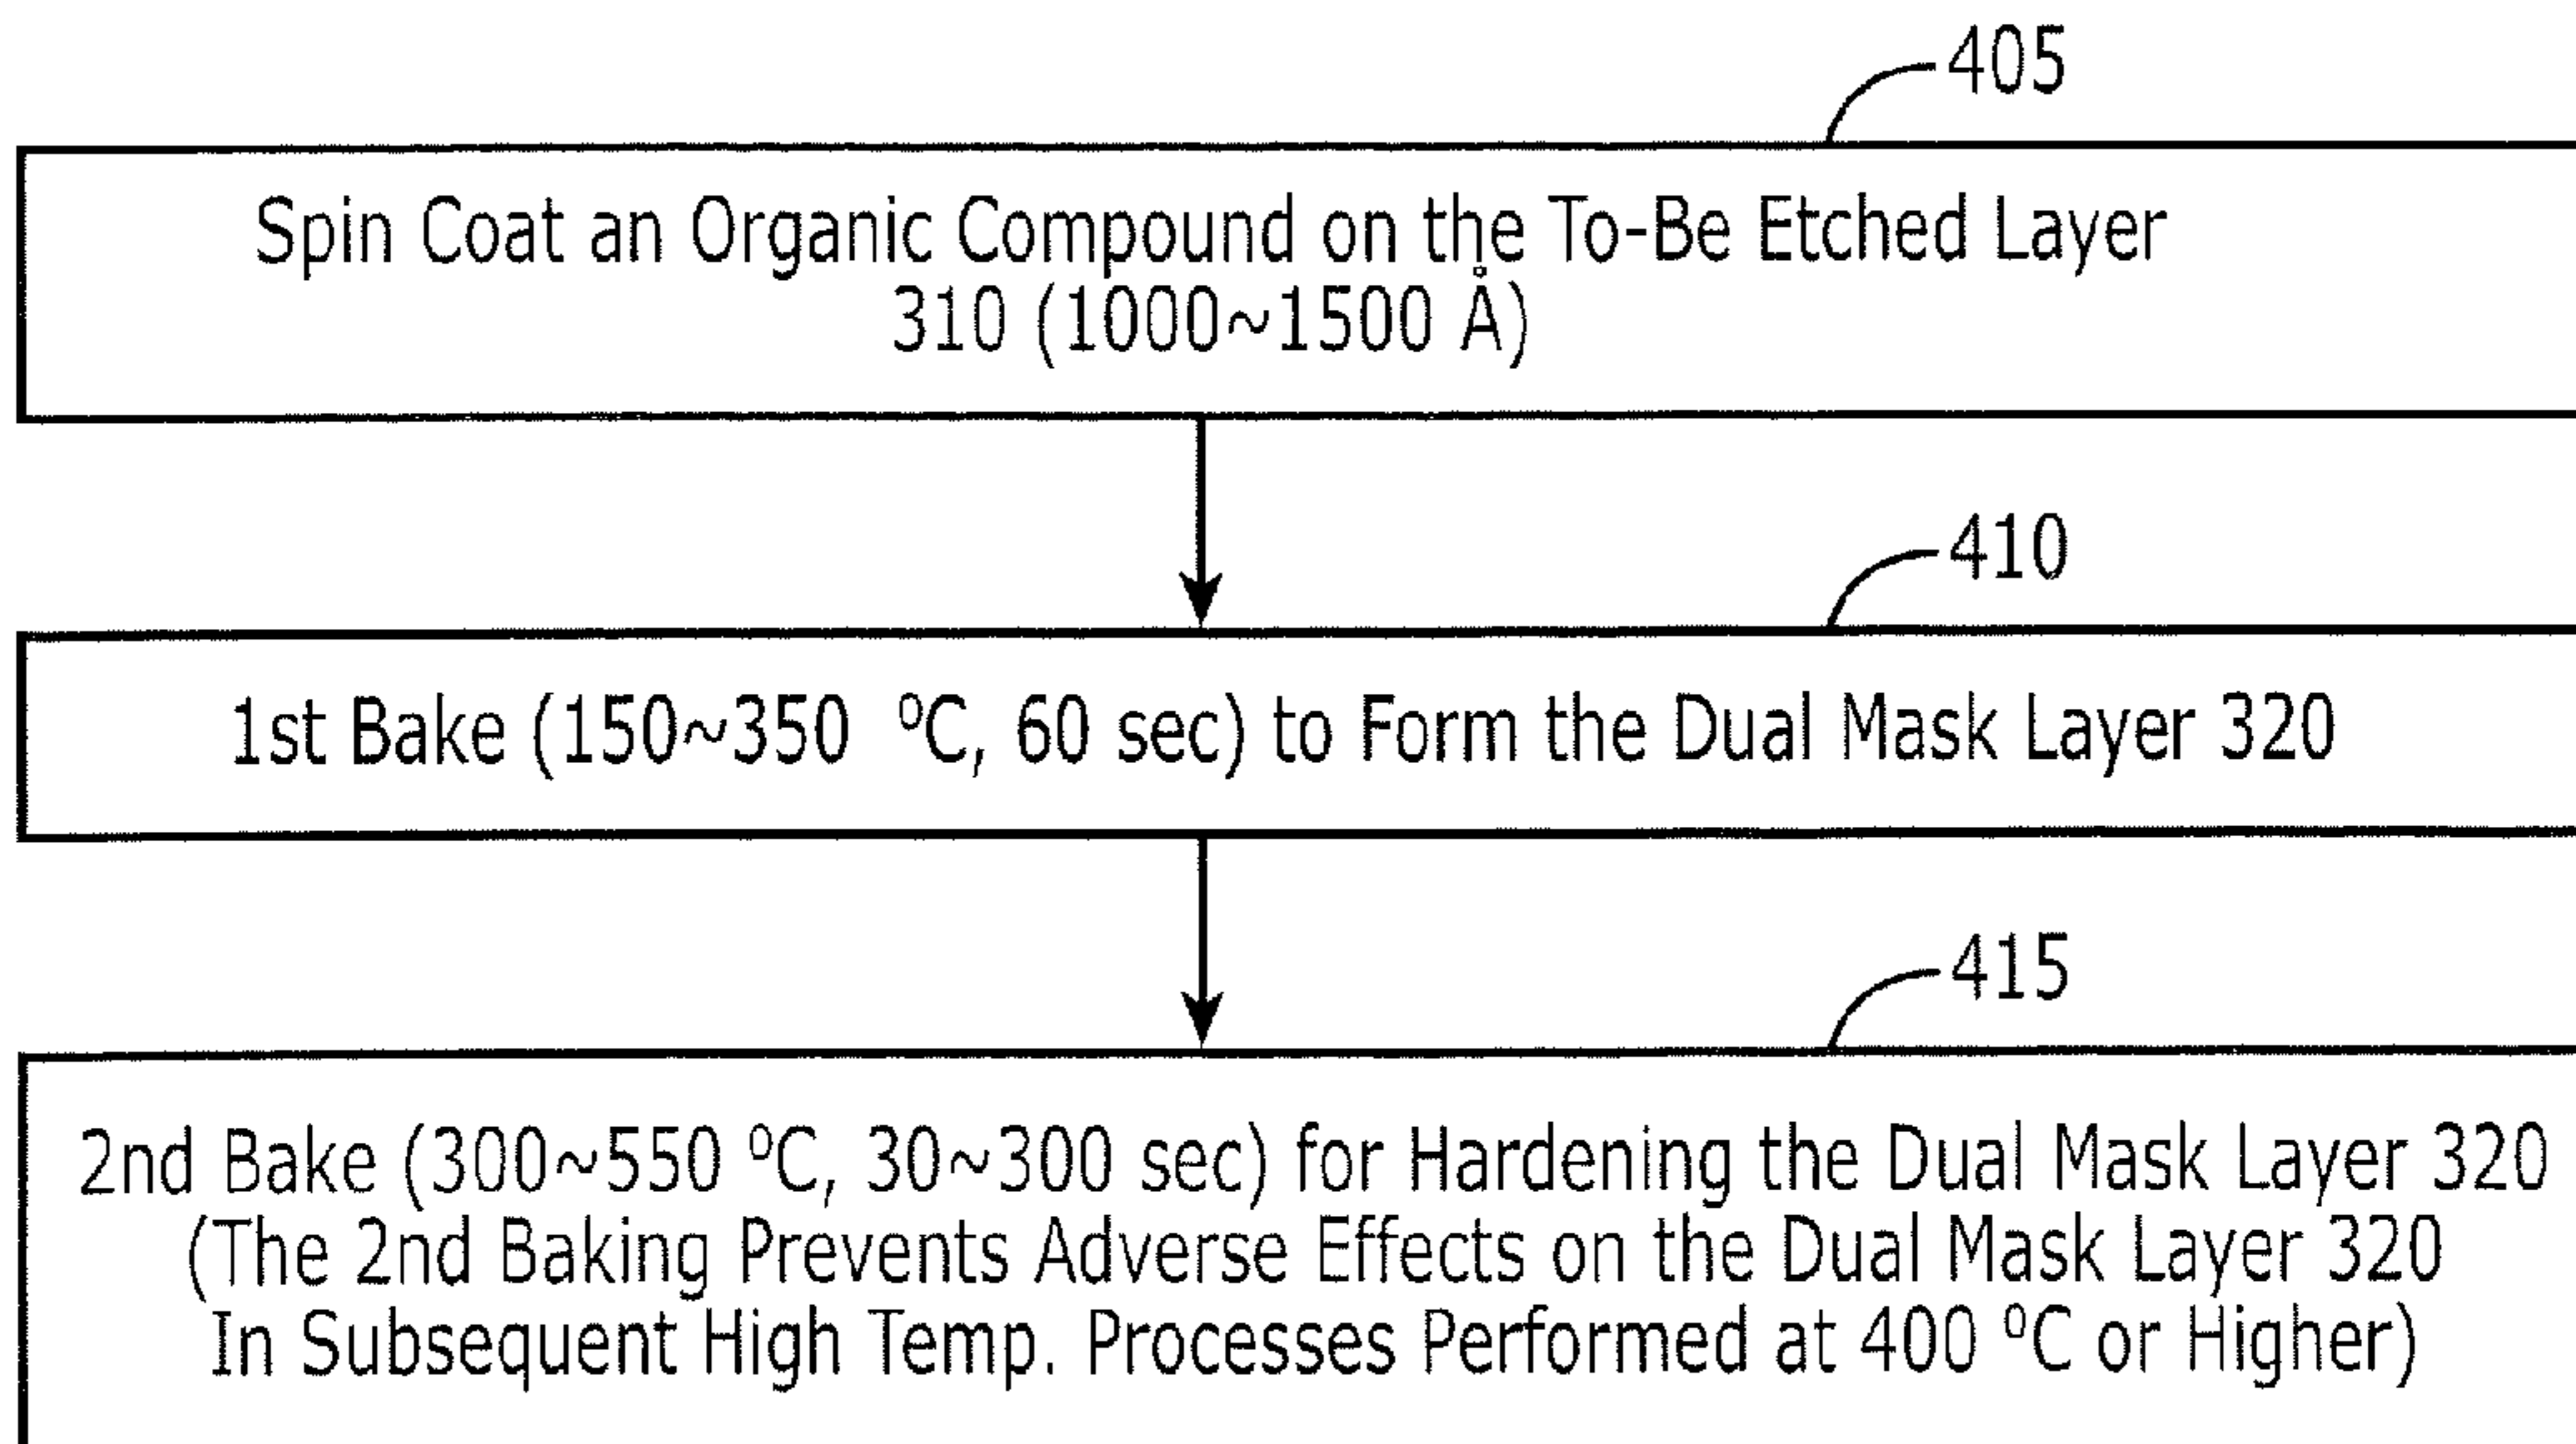 405
Spin Coat an Organic Compound on the To-Be Etched Layer
310 (1000~1500 Å)
410
1st Bake (150~350 ºC, 60 sec) to Form the Dual Mask Layer 320
415
2nd Bake (300~550 ºC, 30~300 sec) for Hardening the Dual Mask Layer 320
(The 2nd Baking Prevents Adverse Effects on the Dual Mask Layer 320
In Subsequent High Temp. Processes Performed at 400 ºC or Higher)